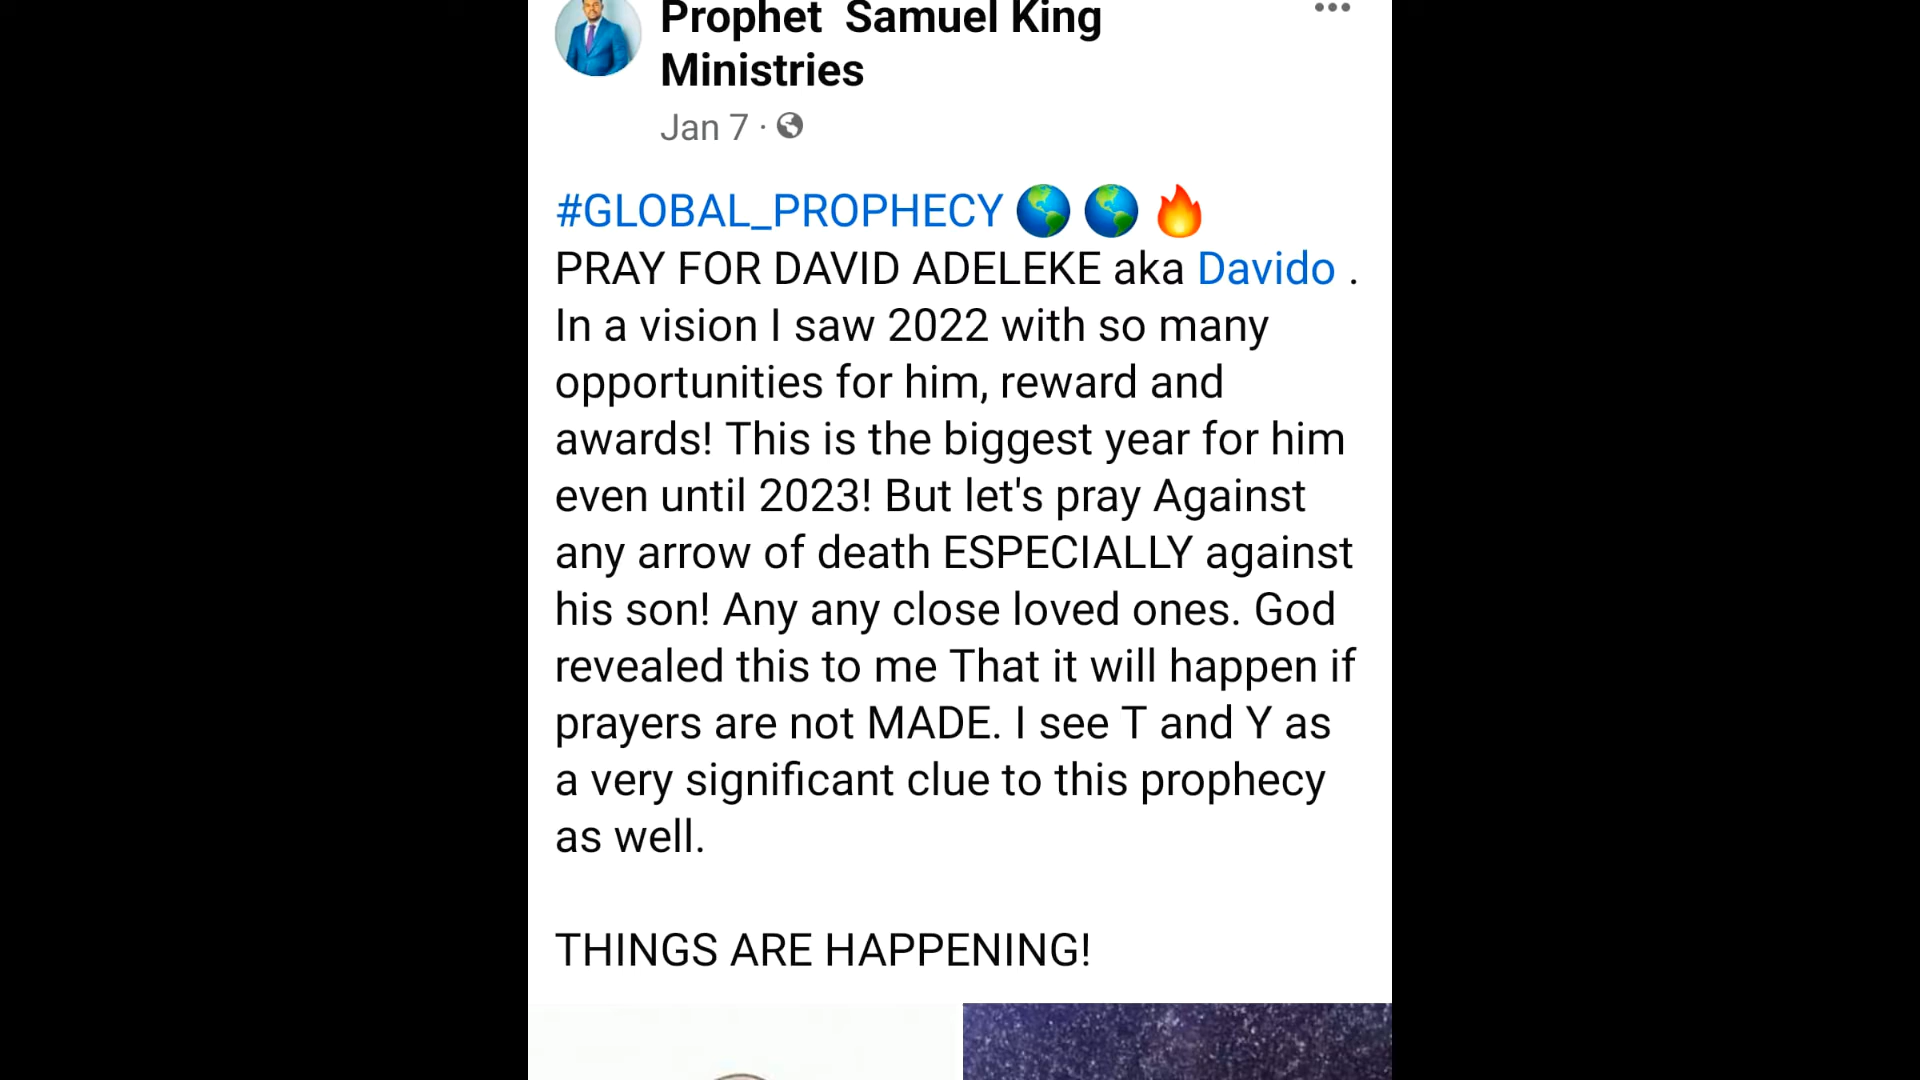 Prophet Samuel King
Ministries
Jan 7 ·
#GLOBAL_PROPHECY 🌎 🌎 🔥
PRAY FOR DAVID ADELEKE aka Davido .
In a vision I saw 2022 with so many
opportunities for him, reward and
awards! This is the biggest year for him
even until 2023! But let's pray Against
any arrow of death ESPECIALLY against
his son! Any any close loved ones. God
revealed this to me That it will happen if
prayers are not MADE. I see T and Y as
a very significant clue to this prophecy
as well.
THINGS ARE HAPPENING!